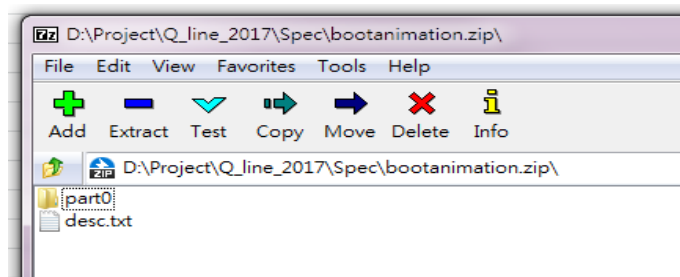 7z D:\Project\Q_line_2017\Spec\bootanimation.zip\
File Edit View Favorites Tools Help
Add Extract Test Copy Move Delete Info
ZIP D:\Project\Q_line_2017\Spec\bootanimation.zip\
part0
desc.txt